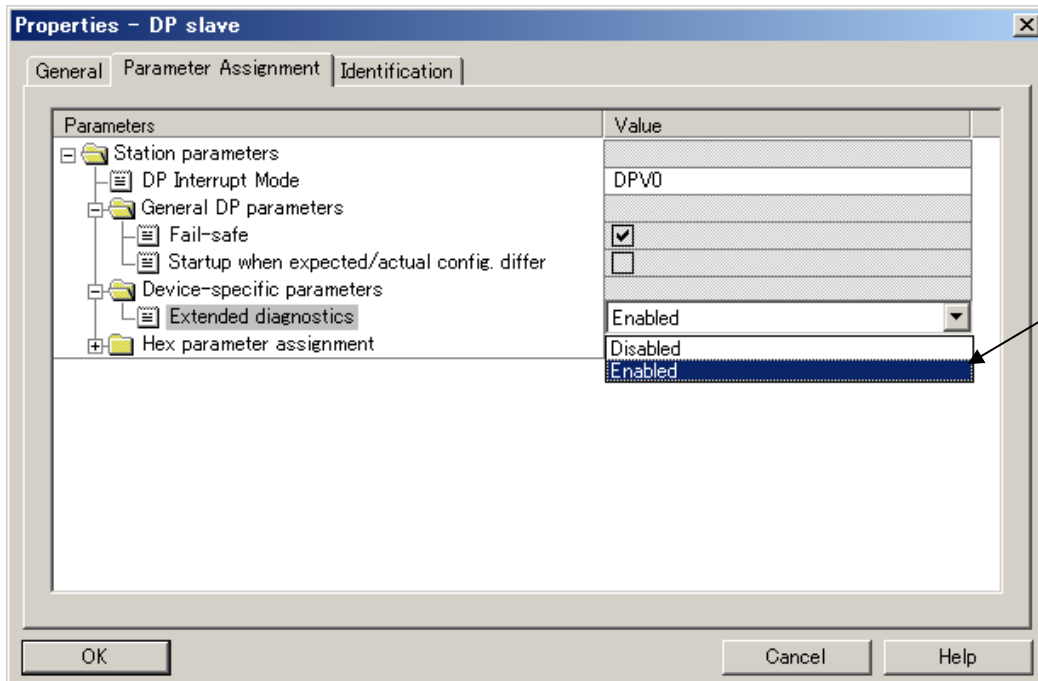 Properties - DP slave
General Parameter Assignment Identification
Parameters Value
Station parameters
DP Interrupt Mode DPV0
General DP parameters
Fail-safe
Startup when expected/actual config. differ
Device-specific parameters
Extended diagnostics Enabled
Hex parameter assignment Disabled
Enabled
OK Cancel Help